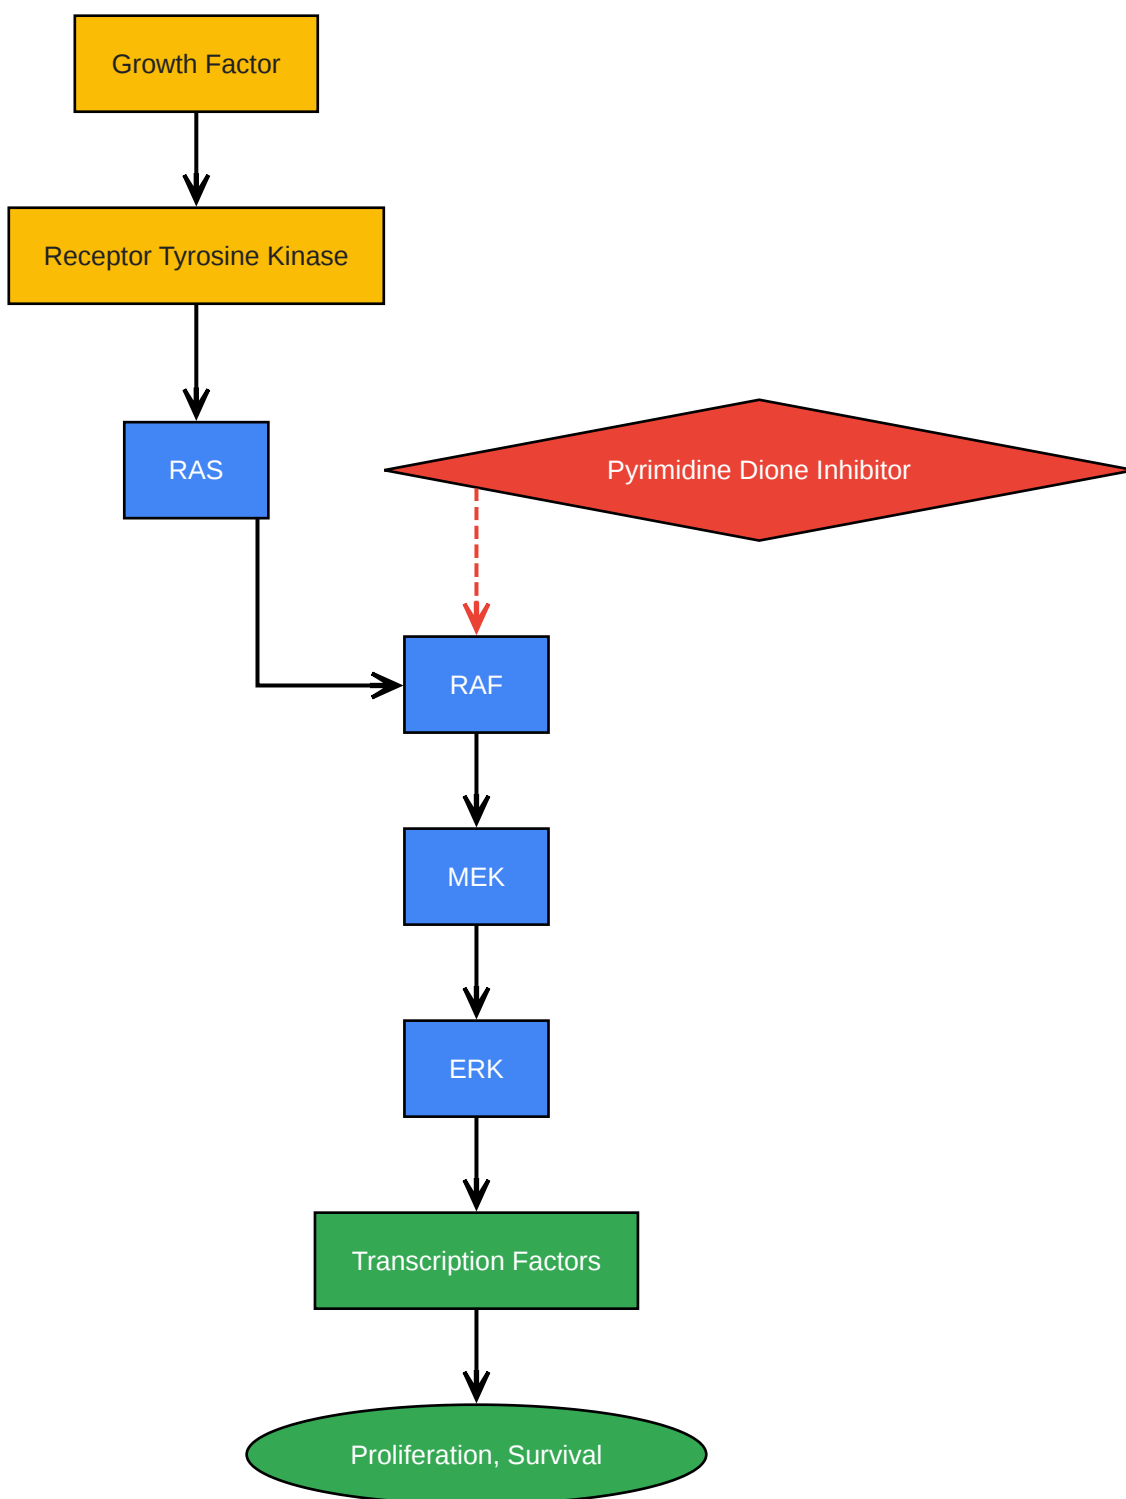 Growth Factor
Receptor Tyrosine Kinase
RAS
Pyrimidine Dione Inhibitor
RAF
MEK
ERK
Transcription Factors
Proliferation, Survival